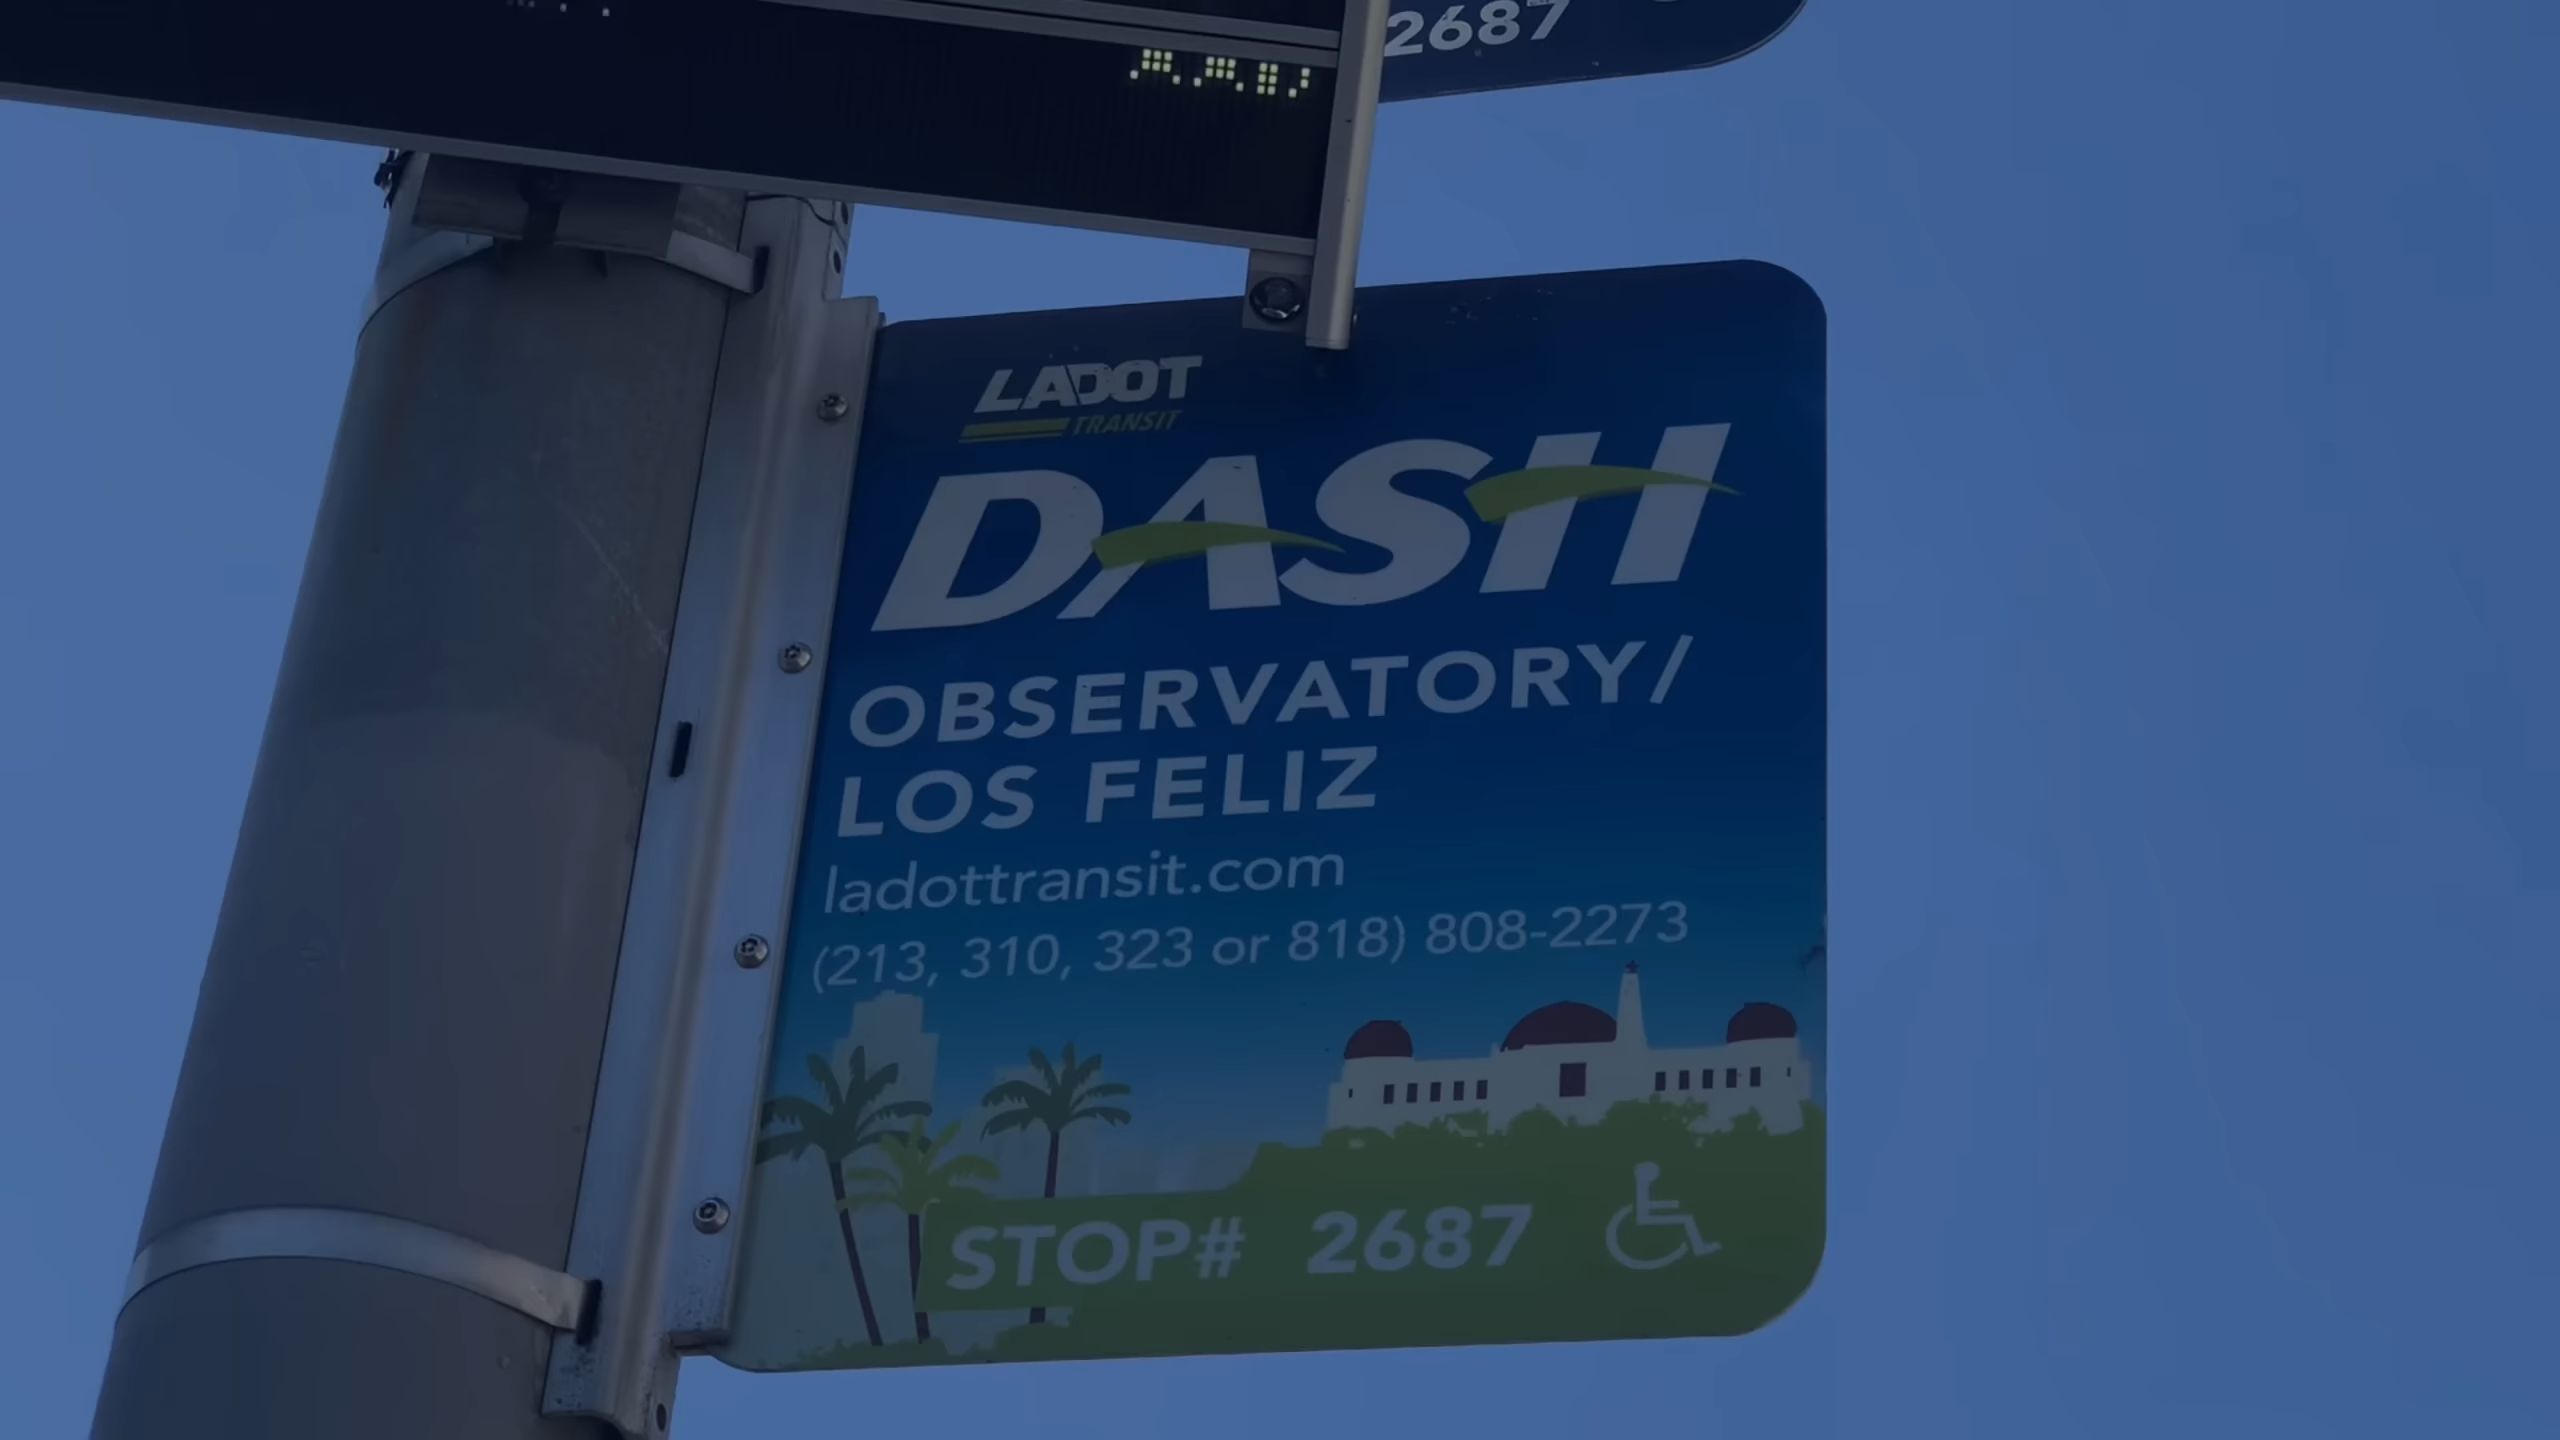 2687
LADOT
TRANSIT
DASH
OBSERVATORY/
LOS FELIZ
ladottransit.com
(213, 310, 323 or 818) 808-2273
STOP# 2687